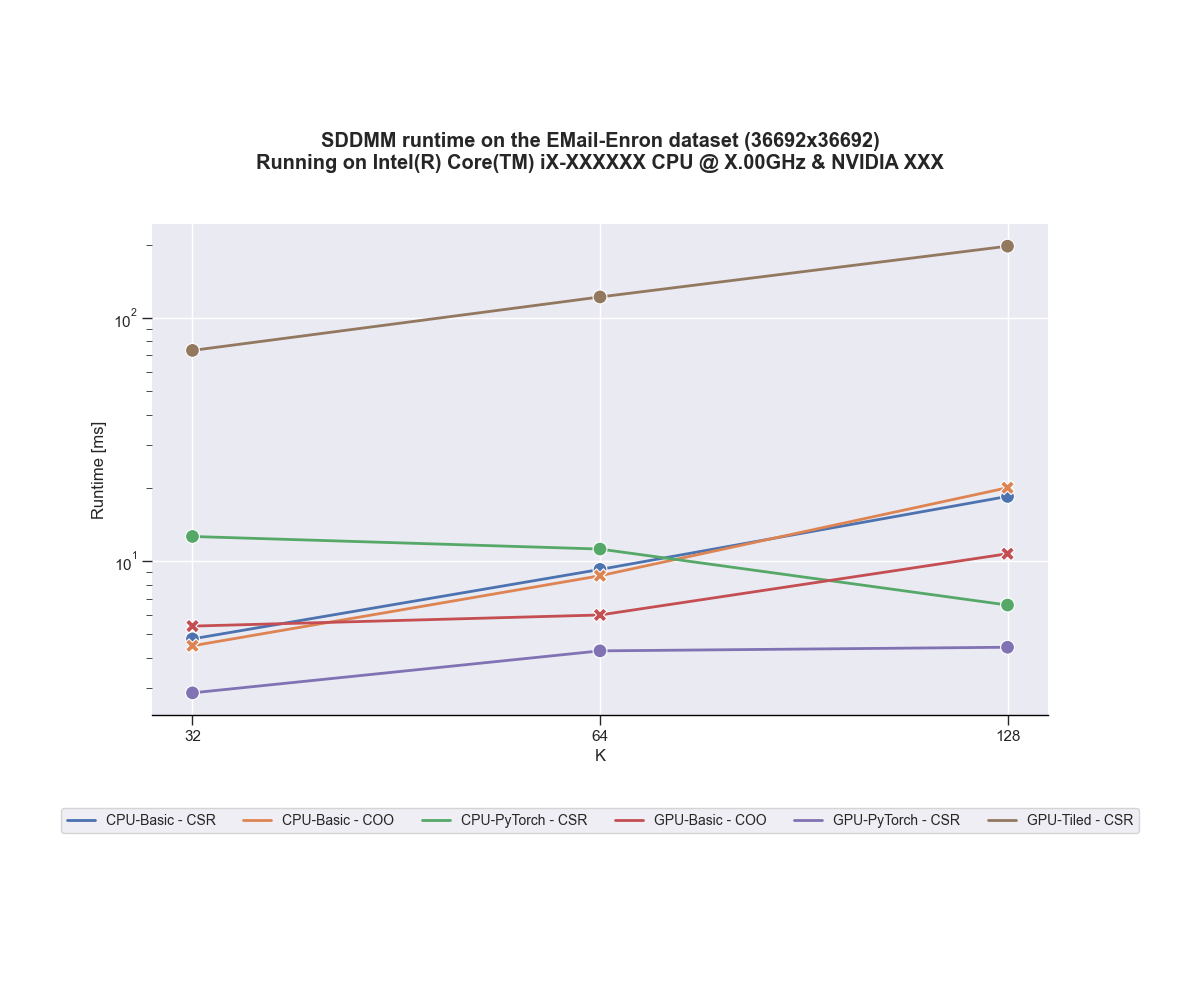 SDDMM runtime on the EMail-Enron dataset (36692x36692)
Running on Intel(R) Core(TM) iX-XXXXXX CPU @ X.00GHz & NVIDIA XXX
10^2
10^1
Runtime [ms]
32 64 128
K
CPU-Basic - CSR CPU-Basic - COO CPU-PyTorch - CSR GPU-Basic - COO GPU-PyTorch - CSR GPU-Tiled - CSR